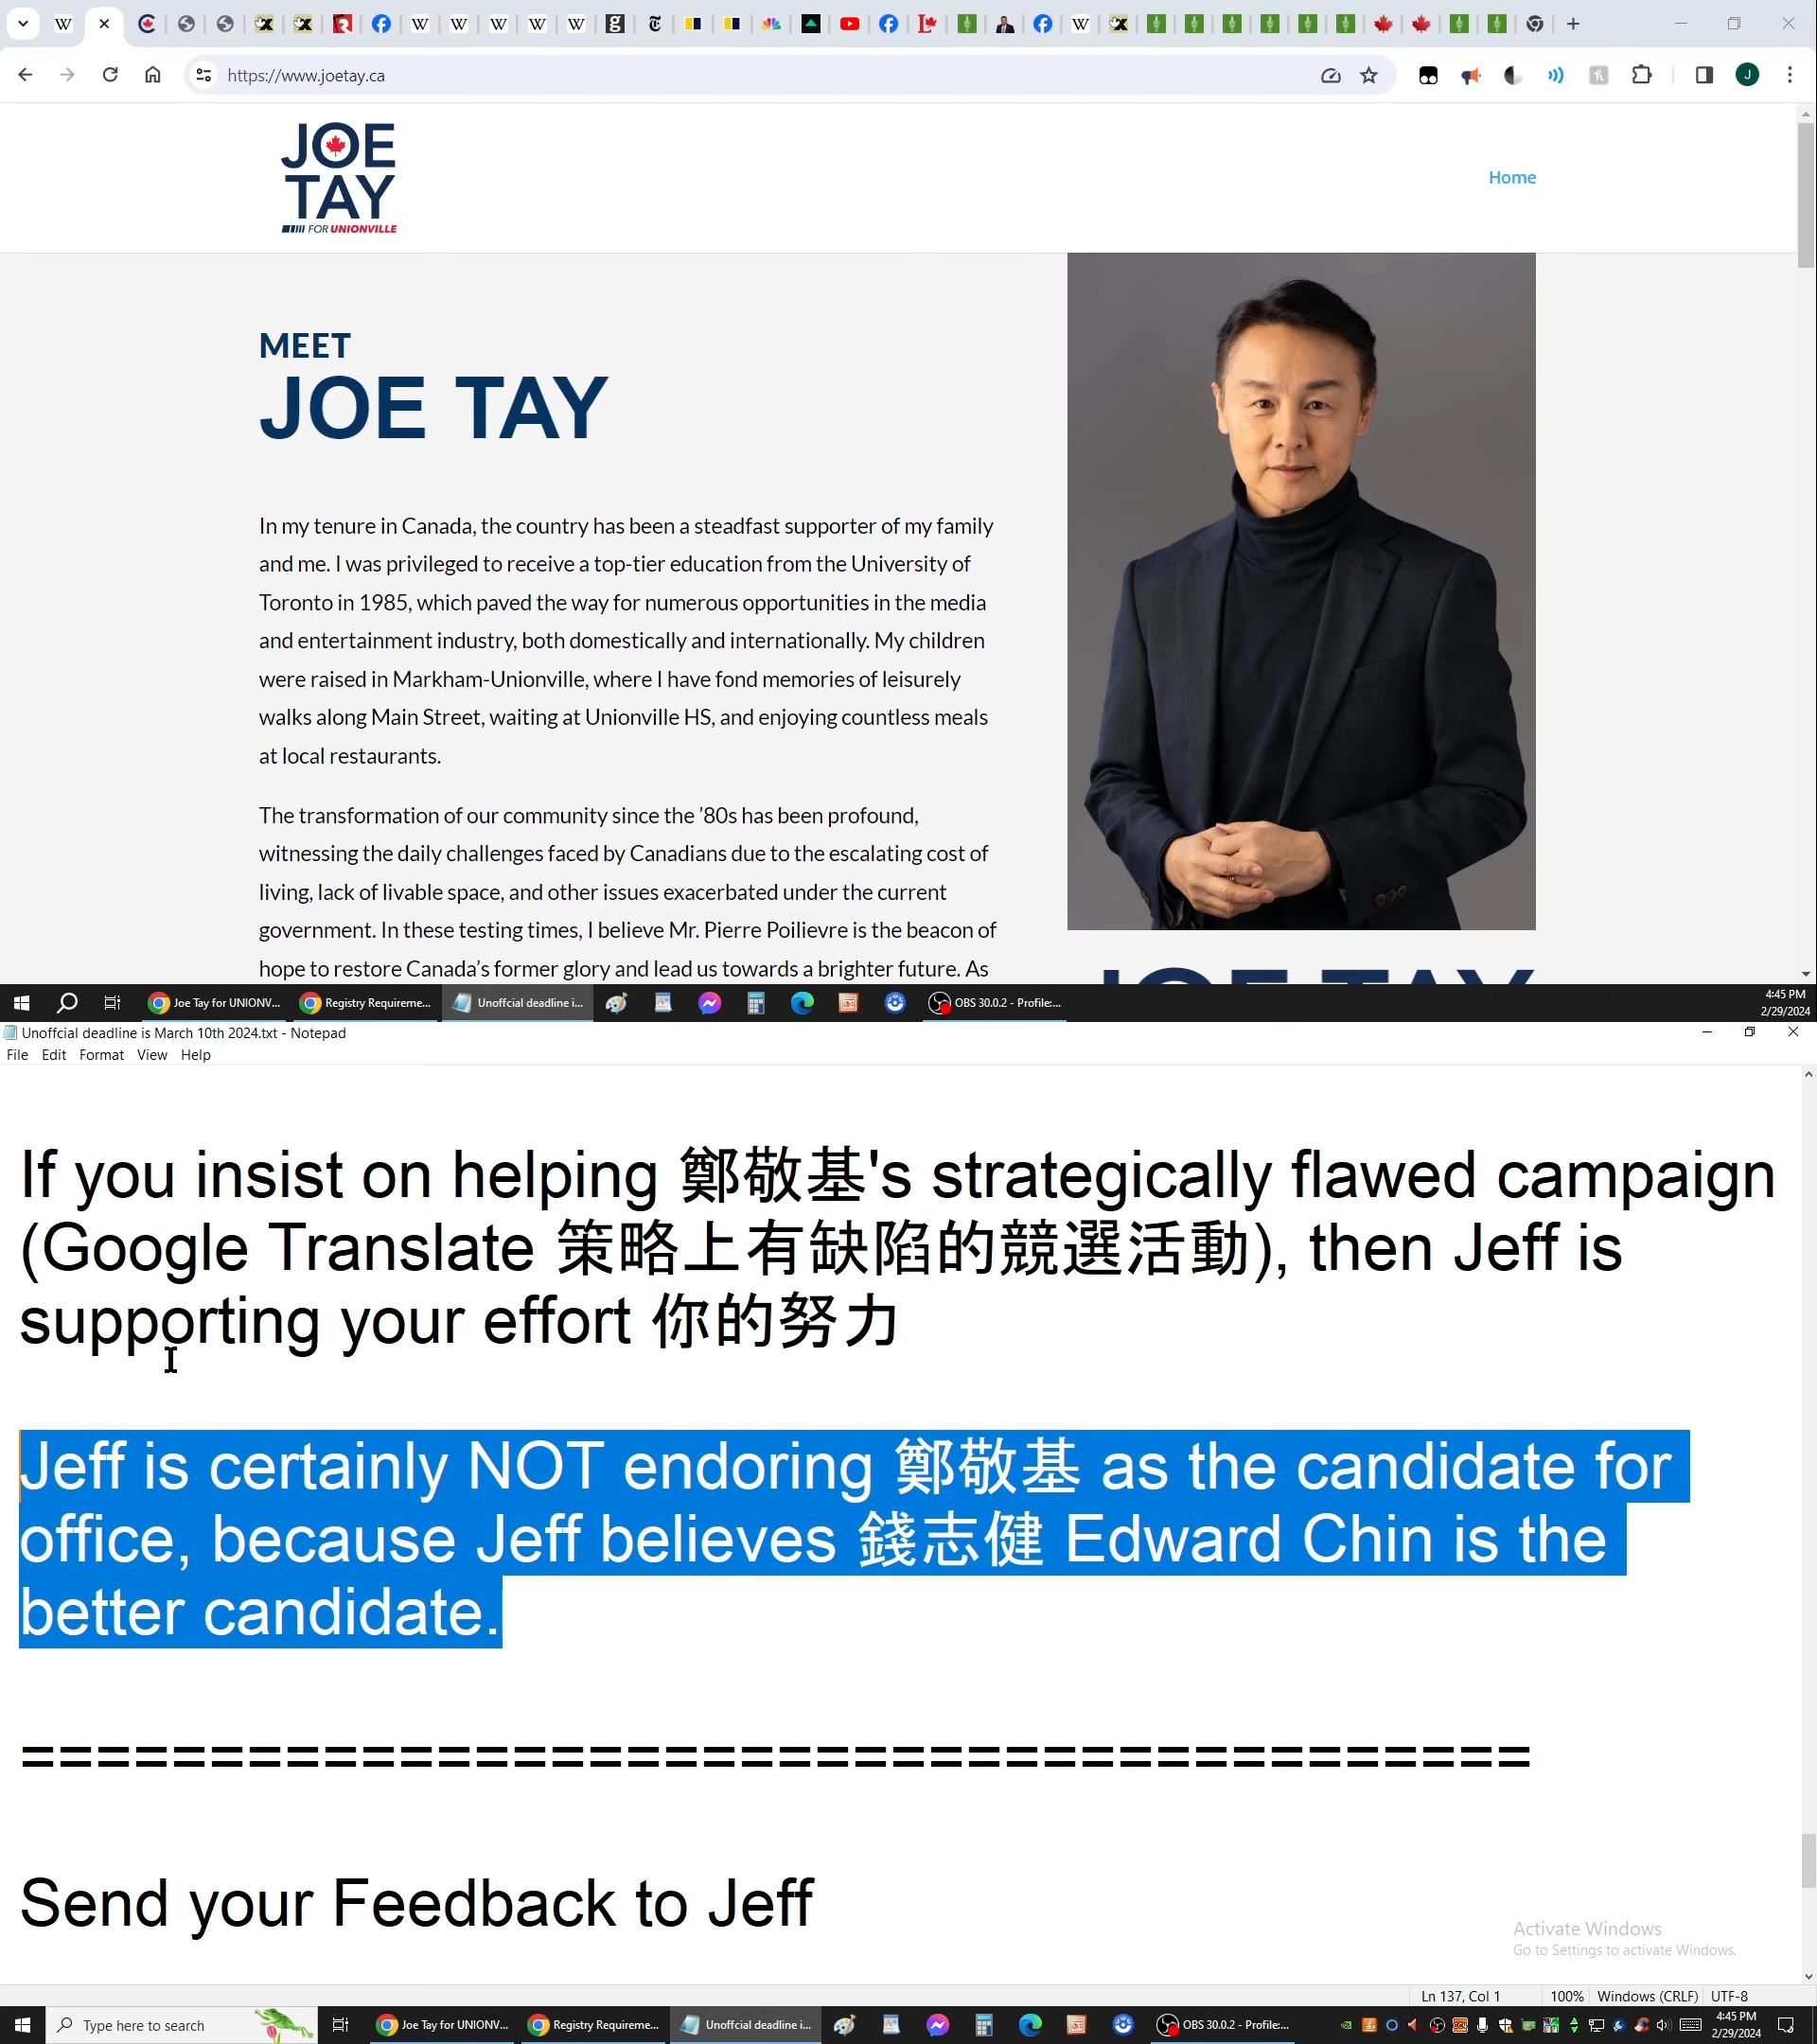 https://www.joetay.ca
J
JOE
TAY
FOR UNIONVILLE
Home
MEET
JOE TAY
In my tenure in Canada, the country has been a steadfast supporter of my family
and me. I was privileged to receive a top-tier education from the University of
Toronto in 1985, which paved the way for numerous opportunities in the media
and entertainment industry, both domestically and internationally. My children
were raised in Markham-Unionville, where I have fond memories of leisurely
walks along Main Street, waiting at Unionville HS, and enjoying countless meals
at local restaurants.
The transformation of our community since the ’80s has been profound,
witnessing the daily challenges faced by Canadians due to the escalating cost of
living, lack of livable space, and other issues exacerbated under the current
government. In these testing times, I believe Mr. Pierre Poilievre is the beacon of
hope to restore Canada’s former glory and lead us towards a brighter future. As
JOE TAY
Joe Tay for UNIONV... Registry Requireme... Unoffcial deadline i... OBS 30.0.2 - Profile:...
4:45 PM
2/29/2024
Unoffcial deadline is March 10th 2024.txt - Notepad
File Edit Format View Help
If you insist on helping 鄭敬基's strategically flawed campaign
(Google Translate 策略上有缺陷的競選活動), then Jeff is
supporting your effort 你的努力
Jeff is certainly NOT endoring 鄭敬基 as the candidate for
office, because Jeff believes 錢志健 Edward Chin is the
better candidate.
========================================
Send your Feedback to Jeff
Activate Windows
Go to Settings to activate Windows.
Ln 137, Col 1 100% Windows (CRLF) UTF-8
Type here to search Joe Tay for UNIONV... Registry Requireme... Unoffcial deadline i... OBS 30.0.2 - Profile:...
4:45 PM
2/29/2024